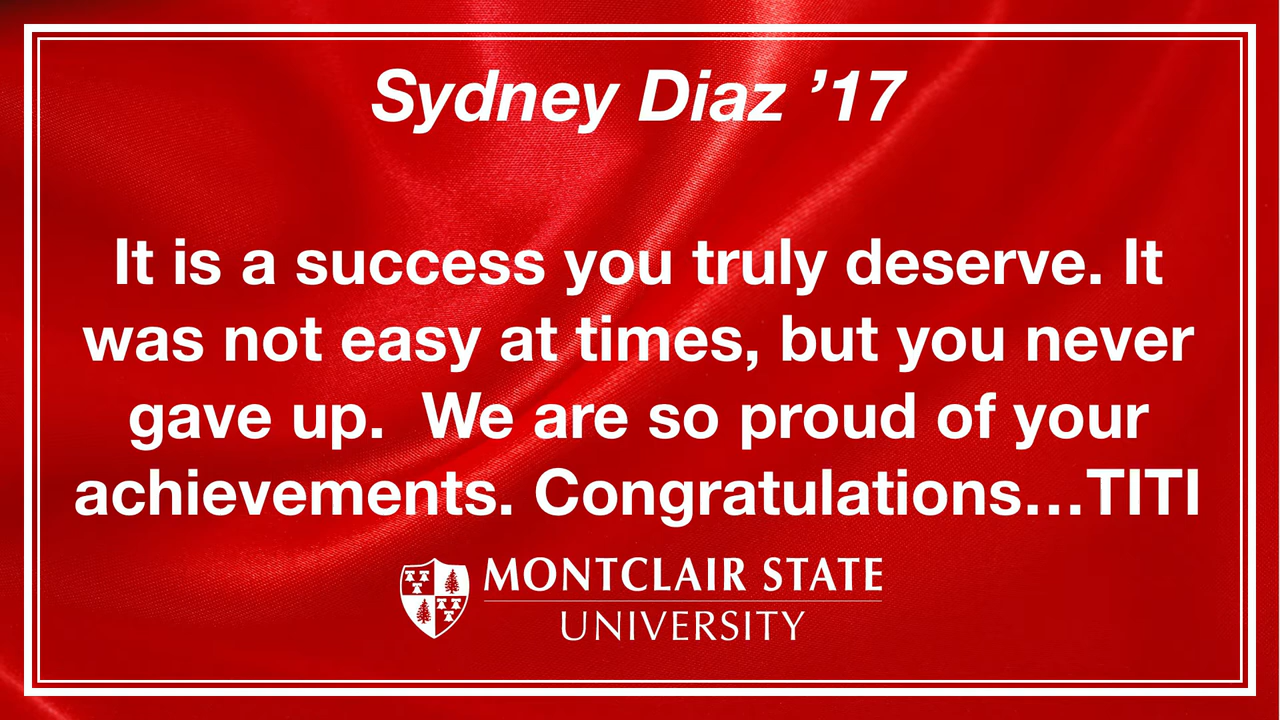 Sydney Diaz ’17
It is a success you truly deserve. It
was not easy at times, but you never
gave up.  We are so proud of your
achievements. Congratulations…TITI
MONTCLAIR STATE
UNIVERSITY